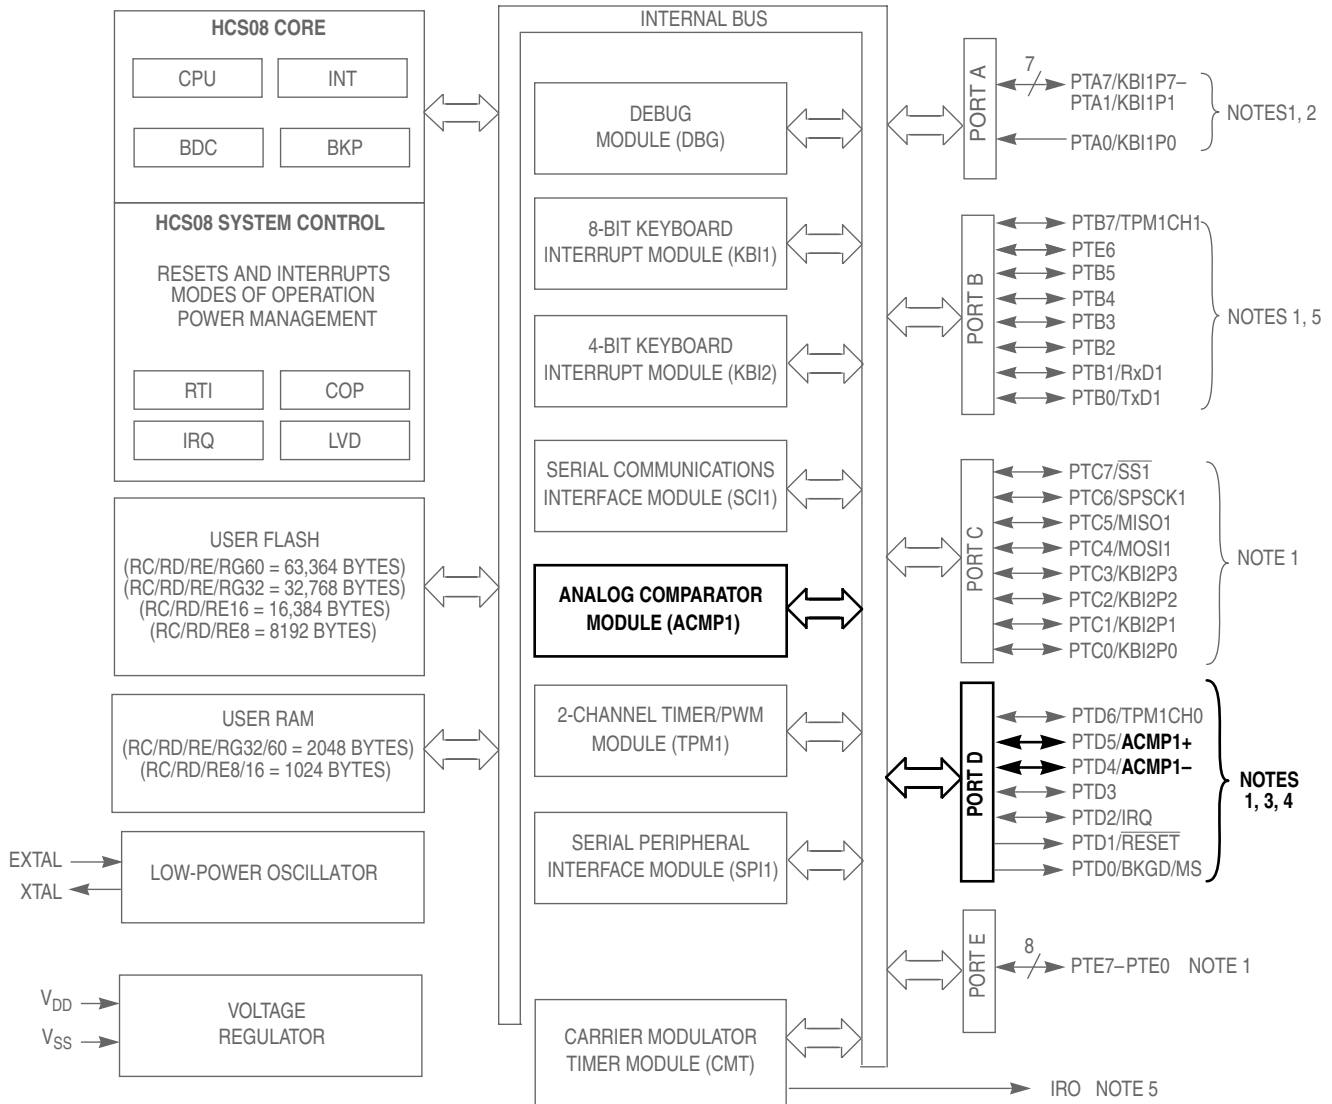 HCS08 CORE
CPU
INT
BDC
BKP
HCS08 SYSTEM CONTROL
RESETS AND INTERRUPTS
MODES OF OPERATION
POWER MANAGEMENT
RTI
COP
IRQ
LVD
USER FLASH
(RC/RD/RE/RG60 = 63,364 BYTES)
(RC/RD/RE/RG32 = 32,768 BYTES)
(RC/RD/RE16 = 16,384 BYTES)
(RC/RD/RE8 = 8192 BYTES)
USER RAM
(RC/RD/RE/RG32/60 = 2048 BYTES)
(RC/RD/RE8/16 = 1024 BYTES)
EXTAL
XTAL
LOW-POWER OSCILLATOR
VDD
VSS
VOLTAGE
REGULATOR
INTERNAL BUS
DEBUG
MODULE (DBG)
8-BIT KEYBOARD
INTERRUPT MODULE (KBI1)
4-BIT KEYBOARD
INTERRUPT MODULE (KBI2)
SERIAL COMMUNICATIONS
INTERFACE MODULE (SCI1)
ANALOG COMPARATOR
MODULE (ACMP1)
2-CHANNEL TIMER/PWM
MODULE (TPM1)
SERIAL PERIPHERAL
INTERFACE MODULE (SPI1)
CARRIER MODULATOR
TIMER MODULE (CMT)
PORT A
7
PTA7/KBI1P7–
PTA1/KBI1P1
PTA0/KBI1P0
NOTES1, 2
PORT B
PTB7/TPM1CH1
PTE6
PTB5
PTB4
PTB3
PTB2
PTB1/RxD1
PTB0/TxD1
NOTES 1, 5
PORT C
PTC7/SS1
PTC6/SPSCK1
PTC5/MISO1
PTC4/MOSI1
PTC3/KBI2P3
PTC2/KBI2P2
PTC1/KBI2P1
PTC0/KBI2P0
NOTE 1
PORT D
PTD6/TPM1CH0
PTD5/ACMP1+
PTD4/ACMP1–
PTD3
PTD2/IRQ
PTD1/RESET
PTD0/BKGD/MS
NOTES
1, 3, 4
PORT E
8
PTE7–PTE0 NOTE 1
IRO NOTE 5